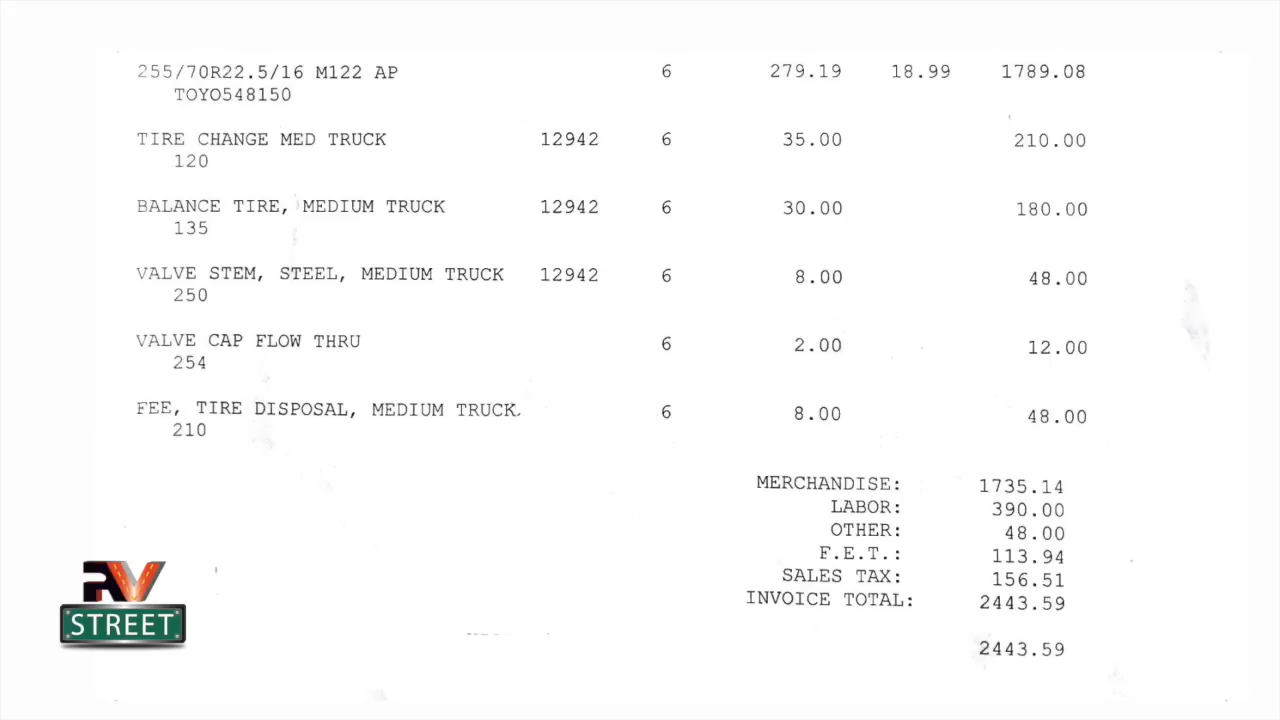 255/70R22.5/16 M122 AP 6 279.19 18.99 1789.08
TOYO548150
TIRE CHANGE MED TRUCK 12942 6 35.00 210.00
120
BALANCE TIRE, MEDIUM TRUCK 12942 6 30.00 180.00
135
VALVE STEM, STEEL, MEDIUM TRUCK 12942 6 8.00 48.00
250
VALVE CAP FLOW THRU 6 2.00 12.00
254
FEE, TIRE DISPOSAL, MEDIUM TRUCK 6 8.00 48.00
210
MERCHANDISE: 1735.14
LABOR: 390.00
OTHER: 48.00
F.E.T.: 113.94
SALES TAX: 156.51
INVOICE TOTAL: 2443.59
2443.59
RV
STREET